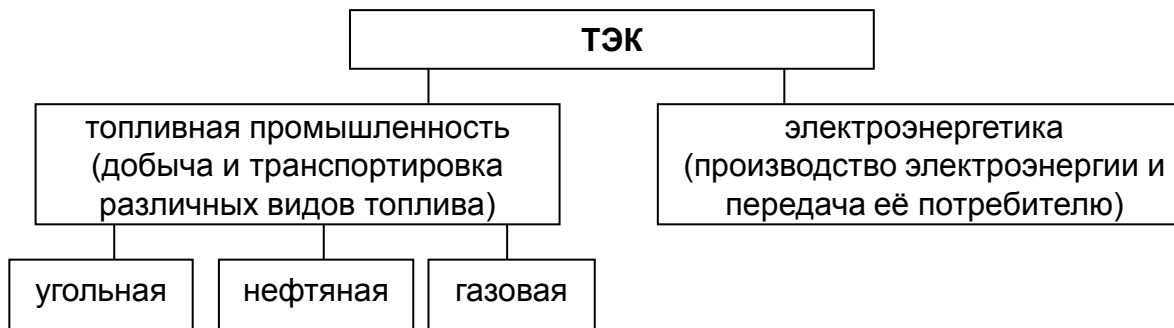 ТЭК
топливная промышленность
(добыча и транспортировка
различных видов топлива)
электроэнергетика
(производство электроэнергии и
передача её потребителю)
угольная
нефтяная
газовая